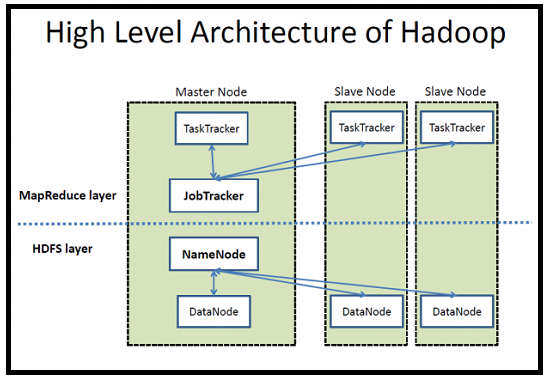 High Level Architecture of Hadoop
Master Node
Slave Node
Slave Node
TaskTracker
TaskTracker
TaskTracker
JobTracker
MapReduce layer
HDFS layer
NameNode
DataNode
DataNode
DataNode